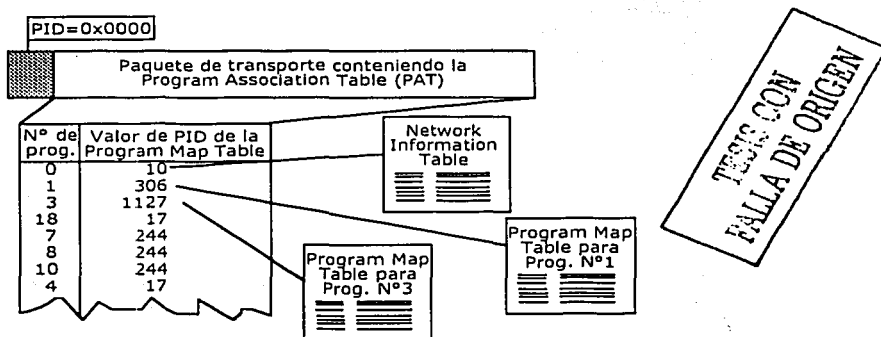 PID=0x0000
Paquete de transporte conteniendo la
Program Association Table (PAT)
Nº de prog. Valor de PID de la Program Map Table
0 10
1 306
3 1127
18 17
7 244
8 244
10 244
4 17
Network
Information
Table
Program Map
Table para
Prog. Nº1
Program Map
Table para
Prog. Nº3
TESIS CON
FALLA DE ORIGEN